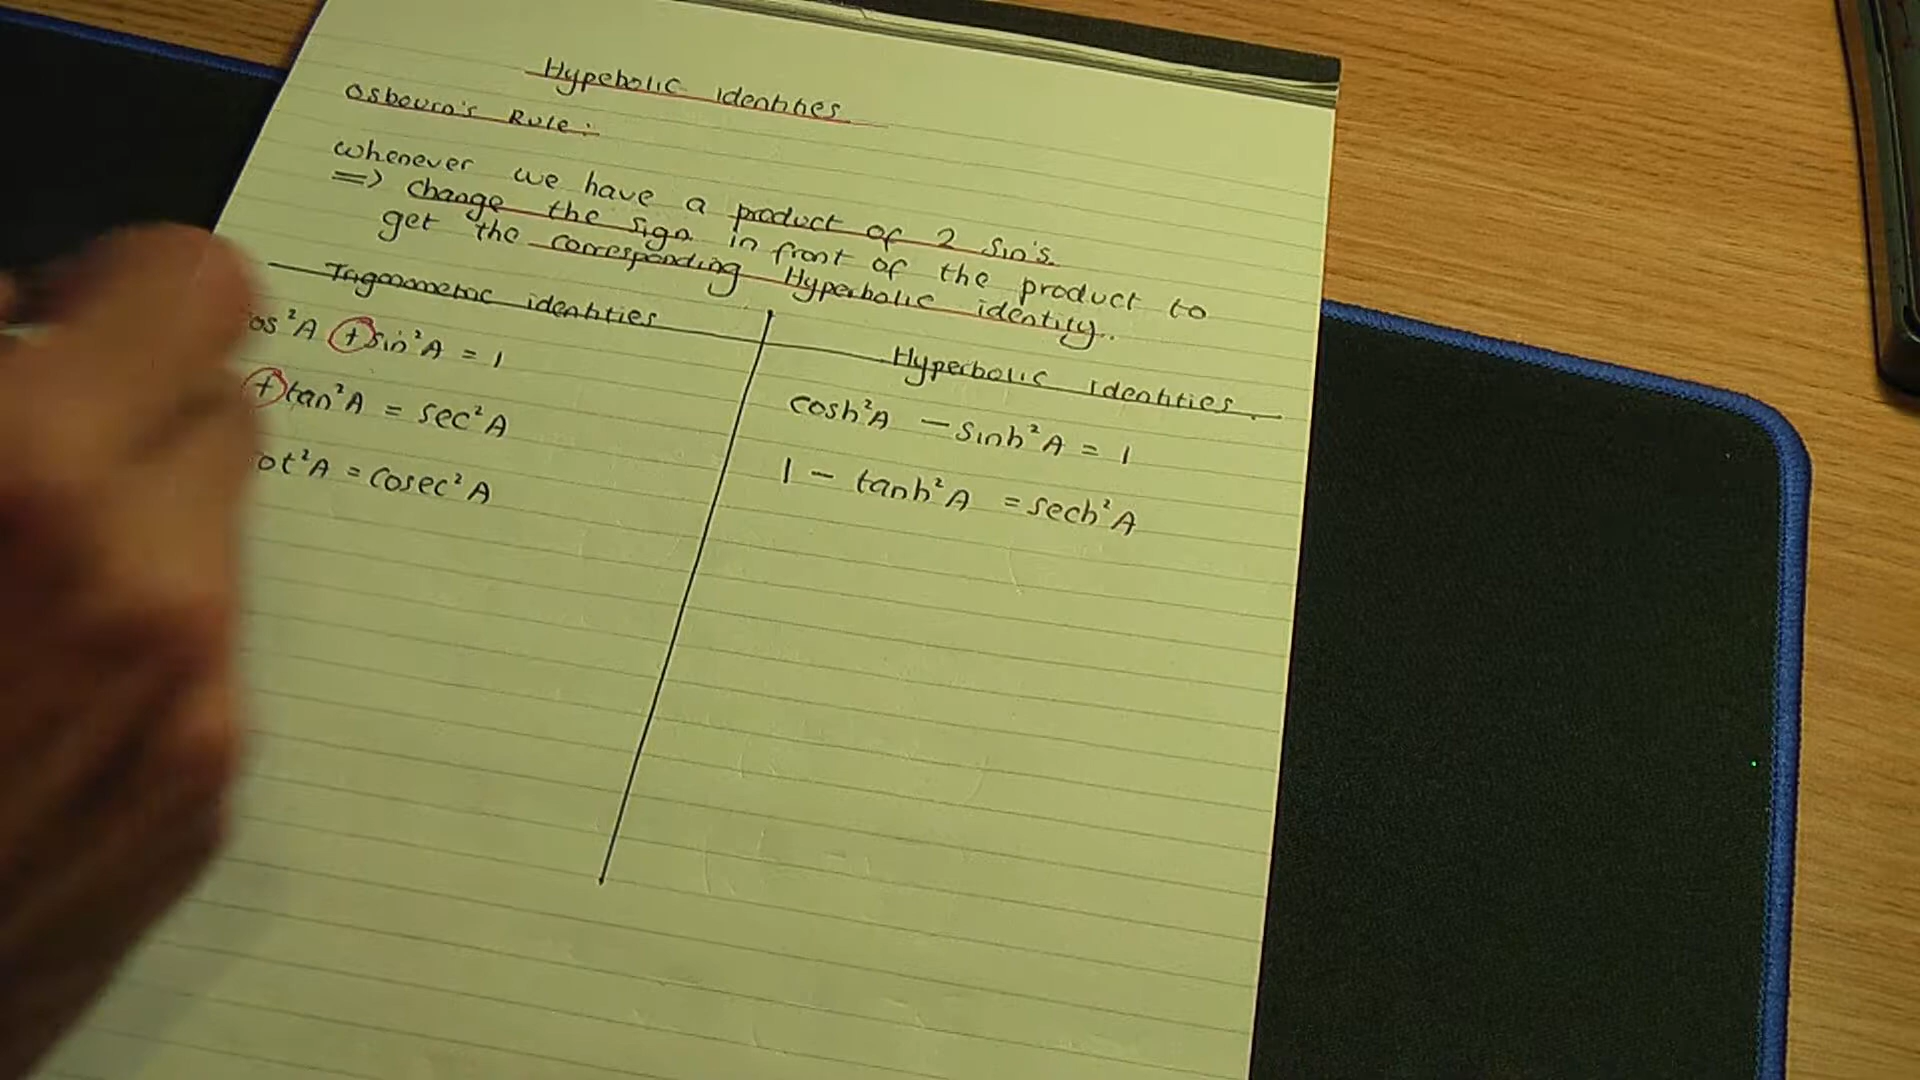 Hypebolic identities
Osbourn's Rule:
whenever we have a product of 2 sin's.
=> change the sign in front of the product to
get the corresponding Hyperbolic identity.
Trigonometric identities
os²A + sin²A = 1
+ tan²A = sec²A
ot²A = cosec²A
Hyperbolic identities.
cosh²A - sinh²A = 1
1 - tanh²A = sech²A